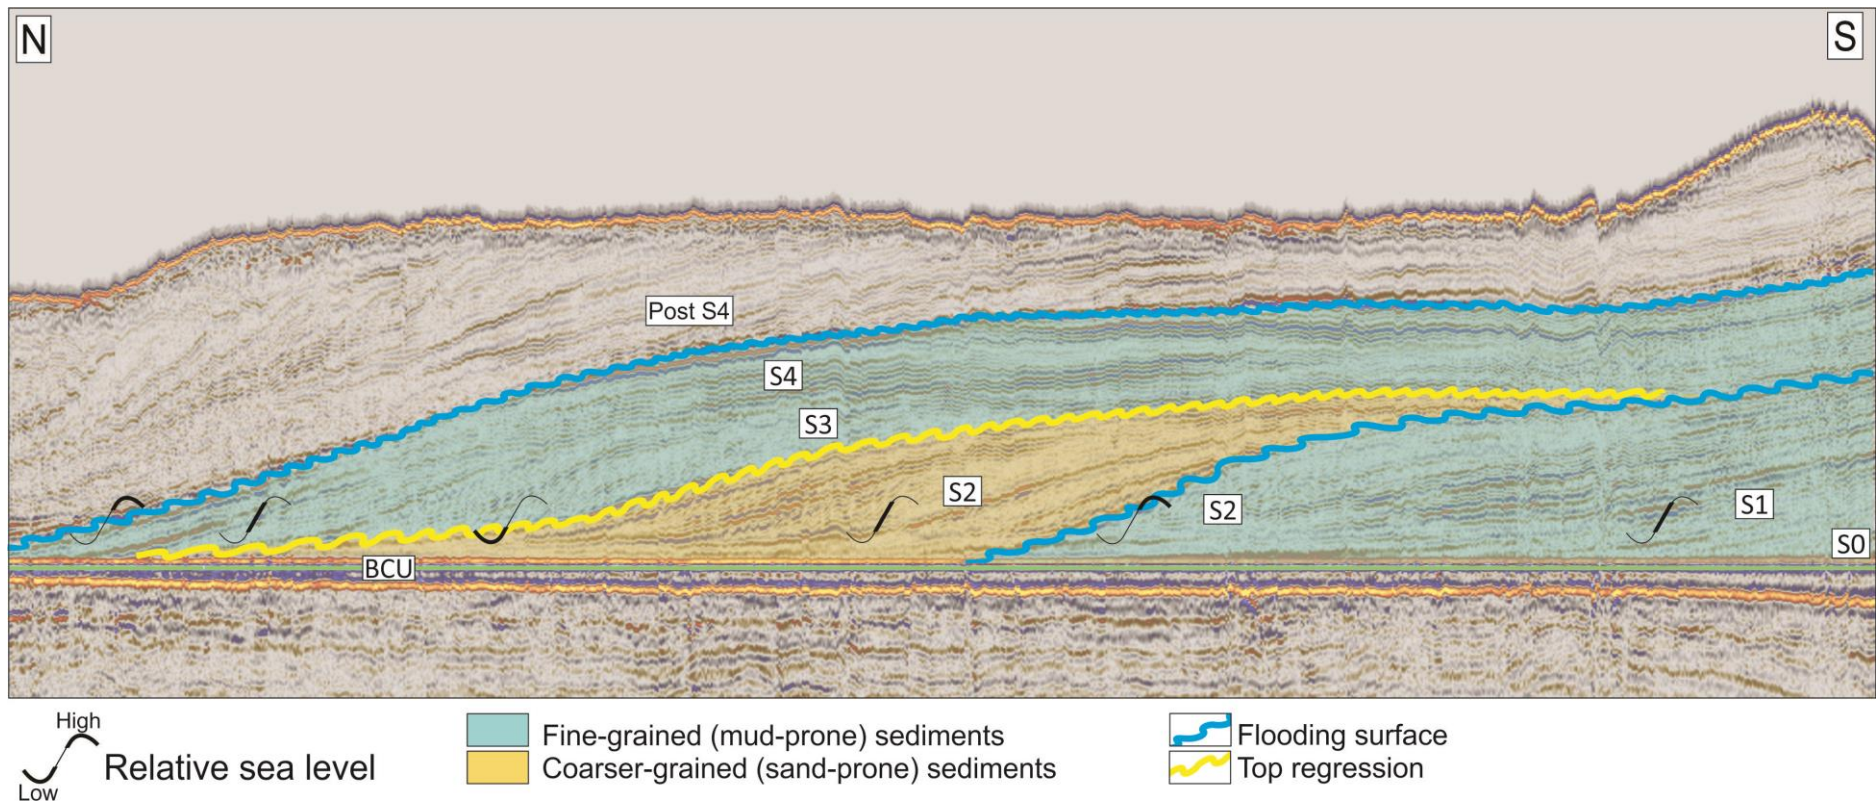 N
S
Post S4
S4
S3
S2
S2
S1
S0
BCU
High
Relative sea level
Low
Fine-grained (mud-prone) sediments
Coarser-grained (sand-prone) sediments
Flooding surface
Top regression